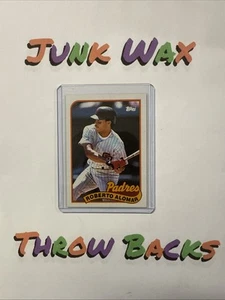 JUNK WAX
Topps
Padres
ROBERTO ALOMAR
THROW BACKS